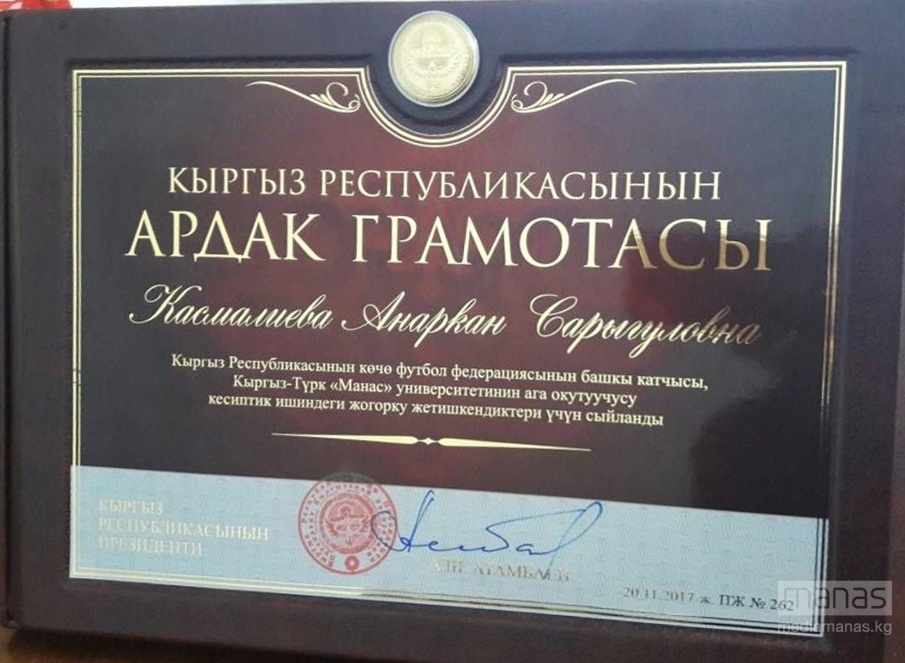 КЫРГЫЗ РЕСПУБЛИКАСЫНЫН
АРДАК ГРАМОТАСЫ
Касмалиева Анаркан Сарыгуловна
Кыргыз Республикасынын көчө футбол федерациясынын башкы катчысы,
Кыргыз-Түрк «Манас» университетинин ага окутуучусу
кесиптик ишиндеги жогорку жетишкендиктери үчүн сыйланды
КЫРГЫЗ
РЕСПУБЛИКАСЫНЫН
ПРЕЗИДЕНТИ
АТАМБАЕВ
20.11.2017-ж. ПЖ № 262
manas
mediamanas.kg